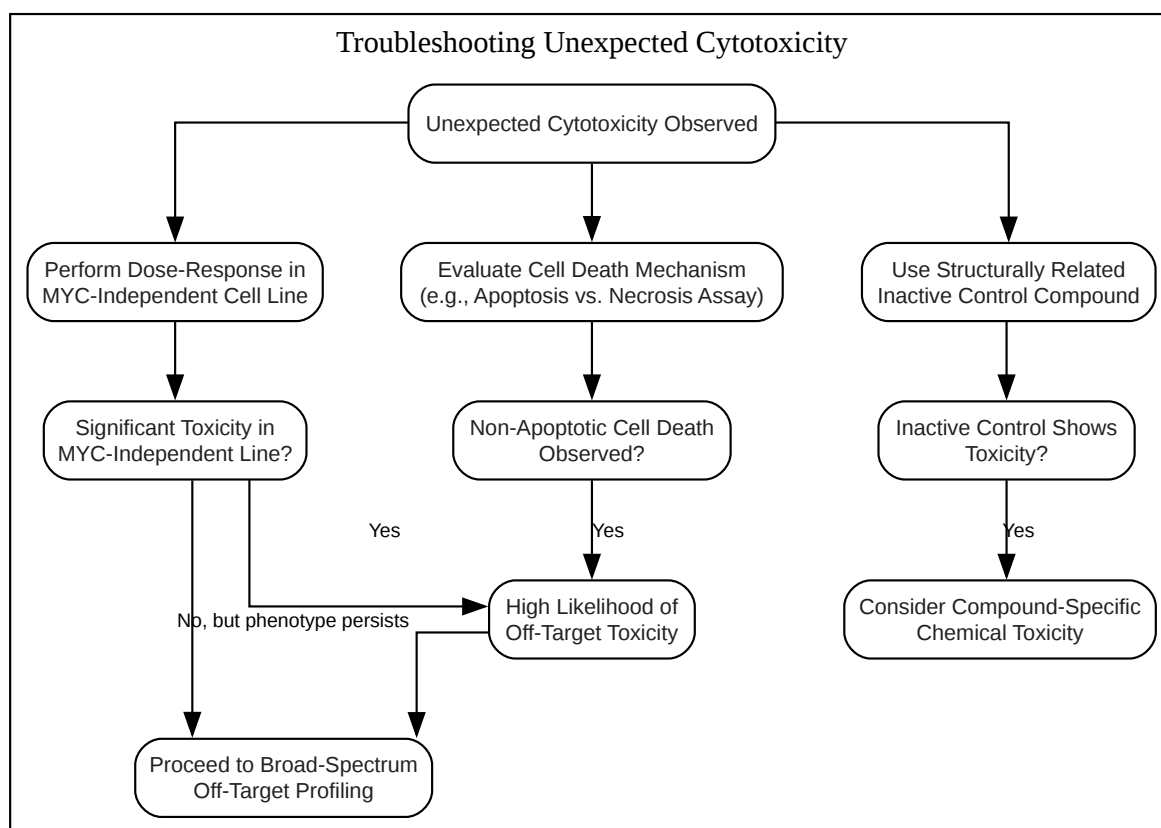 Troubleshooting Unexpected Cytotoxicity
Unexpected Cytotoxicity Observed
Perform Dose-Response in
MYC-Independent Cell Line
Evaluate Cell Death Mechanism
(e.g., Apoptosis vs. Necrosis Assay)
Use Structurally Related
Inactive Control Compound
Significant Toxicity in
MYC-Independent Line?
Non-Apoptotic Cell Death
Observed?
Inactive Control Shows
Toxicity?
Yes
Yes
Yes
No, but phenotype persists
High Likelihood of
Off-Target Toxicity
Consider Compound-Specific
Chemical Toxicity
Proceed to Broad-Spectrum
Off-Target Profiling